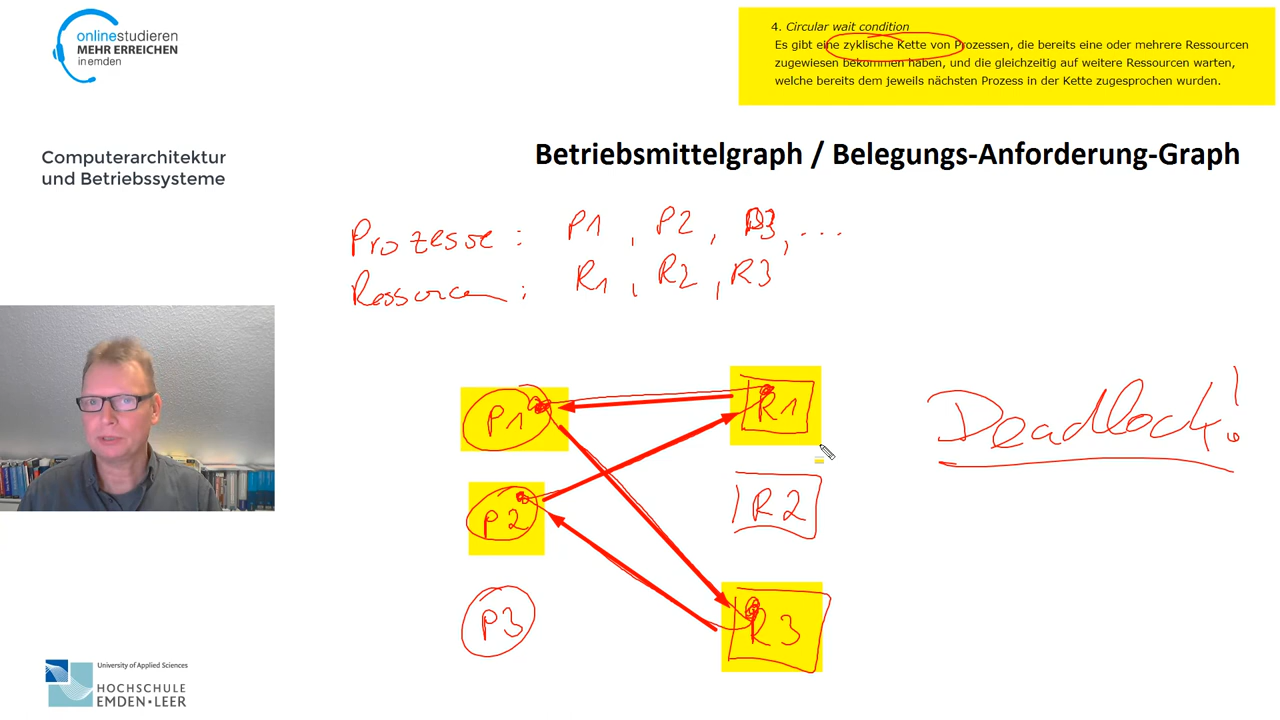 onlinestudieren
MEHR ERREICHEN
in emden
4. Circular wait condition
Es gibt eine zyklische Kette von Prozessen, die bereits eine oder mehrere Ressourcen
zugewiesen bekommen haben, und die gleichzeitig auf weitere Ressourcen warten,
welche bereits dem jeweils nächsten Prozess in der Kette zugesprochen wurden.
Computerarchitektur
und Betriebssysteme
Betriebsmittelgraph / Belegungs-Anforderung-Graph
Prozesse: P1, P2, P3, ...
Ressourcen: R1, R2, R3
P1
R1
Deadlock!
P2
R2
P3
R3
University of Applied Sciences
HOCHSCHULE
EMDEN•LEER